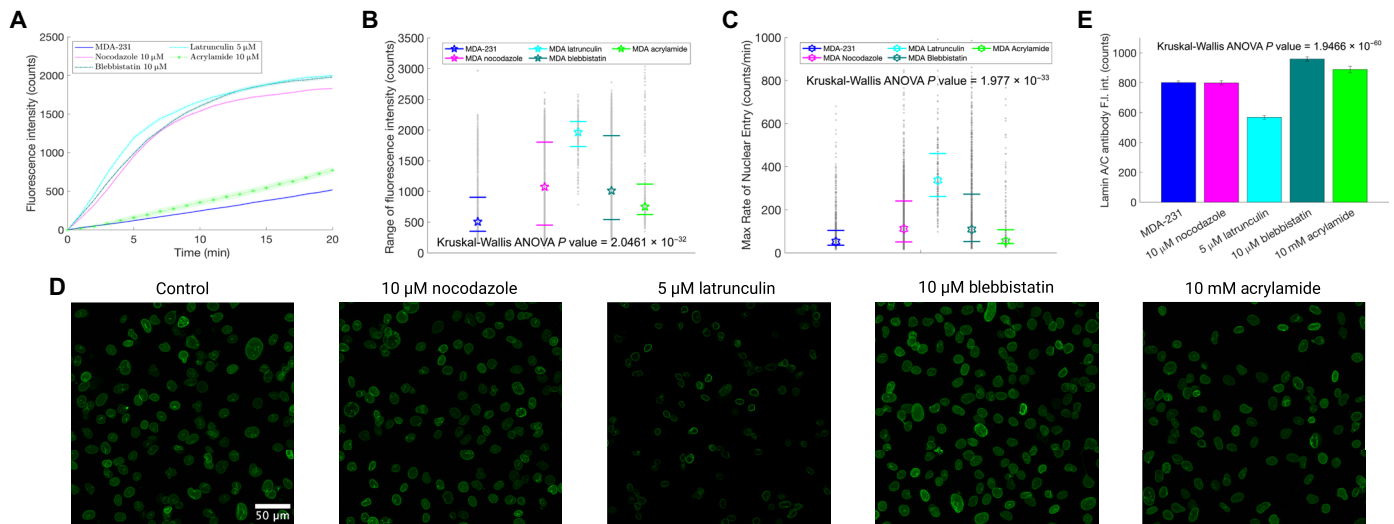 A
Fluorescence intensity (counts)
2500
2000
1500
1000
500
0
MDA-231
Nocodazole 10 μM
Blebbistatin 10 μM
Latrunculin 5 μM
Acrylamide 10 μM
0 5 10 15 20
Time (min)
B
Range of fluorescence intensity (counts)
3500
3000
2500
2000
1500
1000
500
0
MDA-231
MDA nocodazole
MDA latrunculin
MDA blebbistatin
MDA acrylamide
Kruskal-Wallis ANOVA P value = 2.0461 × 10⁻³²
C
Max Rate of Nuclear Entry (counts/min)
1000
800
600
400
200
0
MDA-231
MDA Nocodazole
MDA Latrunculin
MDA Blebbistatin
MDA Acrylamide
Kruskal-Wallis ANOVA P value = 1.977 × 10⁻³³
E
Lamin A/C antibody F.I. int. (counts)
1000
800
600
400
200
0
Kruskal-Wallis ANOVA P value = 1.9466 × 10⁻⁶⁰
MDA-231
10 μM nocodazole
5 μM latrunculin
10 μM blebbistatin
10 mM acrylamide
D
Control
10 μM nocodazole
5 μM latrunculin
10 μM blebbistatin
10 mM acrylamide
50 μm